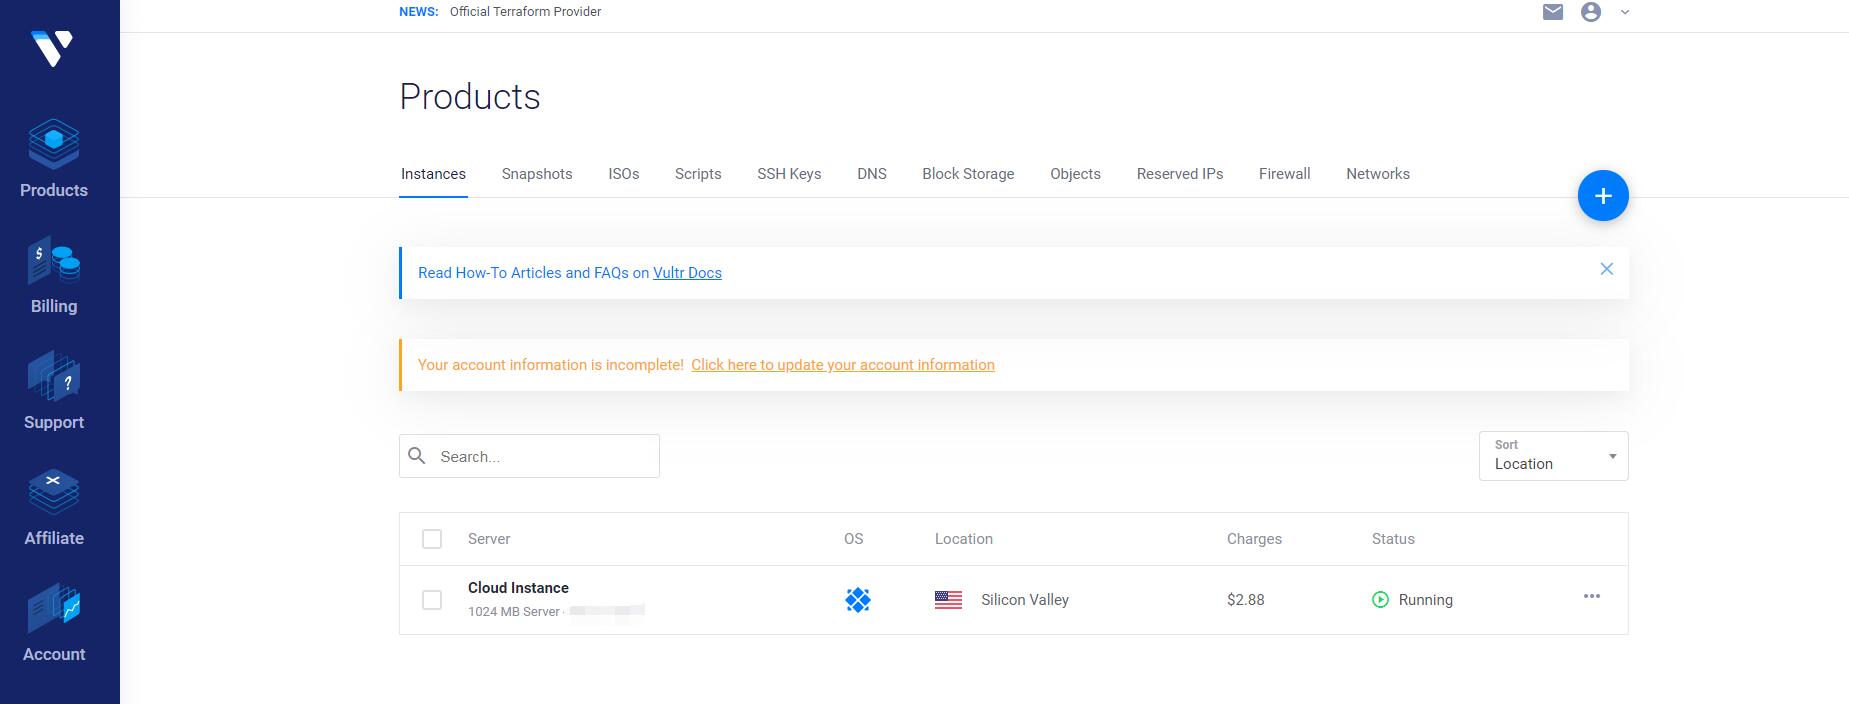 NEWS: Official Terraform Provider
Products
Instances Snapshots ISOs Scripts SSH Keys DNS Block Storage Objects Reserved IPs Firewall Networks
Read How-To Articles and FAQs on Vultr Docs
Your account information is incomplete! Click here to update your account information
Search...
Sort
Location
Server OS Location Charges Status
Cloud Instance
1024 MB Server -
Silicon Valley $2.88 Running
Products
$
Billing
?
Support
Affiliate
Account